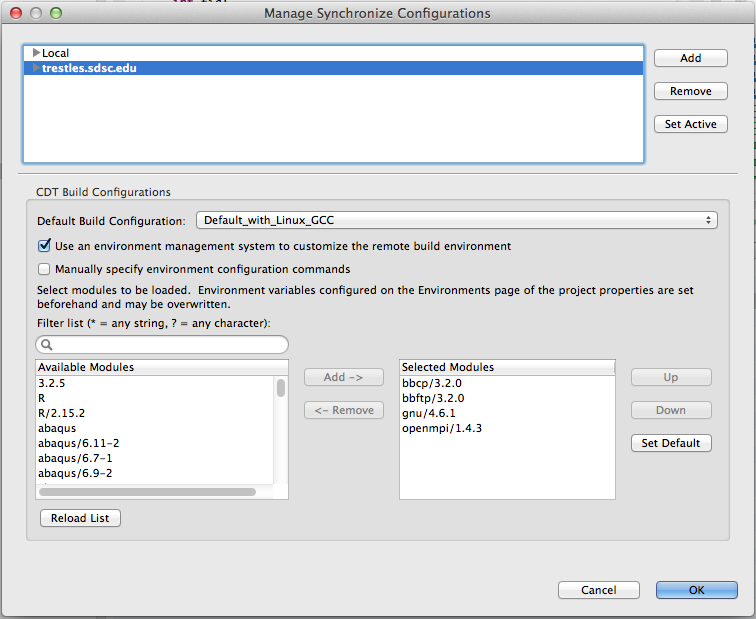 Manage Synchronize Configurations
Local
trestles.sdsc.edu
Add
Remove
Set Active
CDT Build Configurations
Default Build Configuration: Default_with_Linux_GCC
Use an environment management system to customize the remote build environment
Manually specify environment configuration commands
Select modules to be loaded. Environment variables configured on the Environments page of the project properties are set
beforehand and may be overwritten.
Filter list (* = any string, ? = any character):
Available Modules
3.2.5
R
R/2.15.2
abaqus
abaqus/6.11-2
abaqus/6.7-1
abaqus/6.9-2
Add ->
<- Remove
Selected Modules
bbcp/3.2.0
bbftp/3.2.0
gnu/4.6.1
openmpi/1.4.3
Up
Down
Set Default
Reload List
Cancel
OK